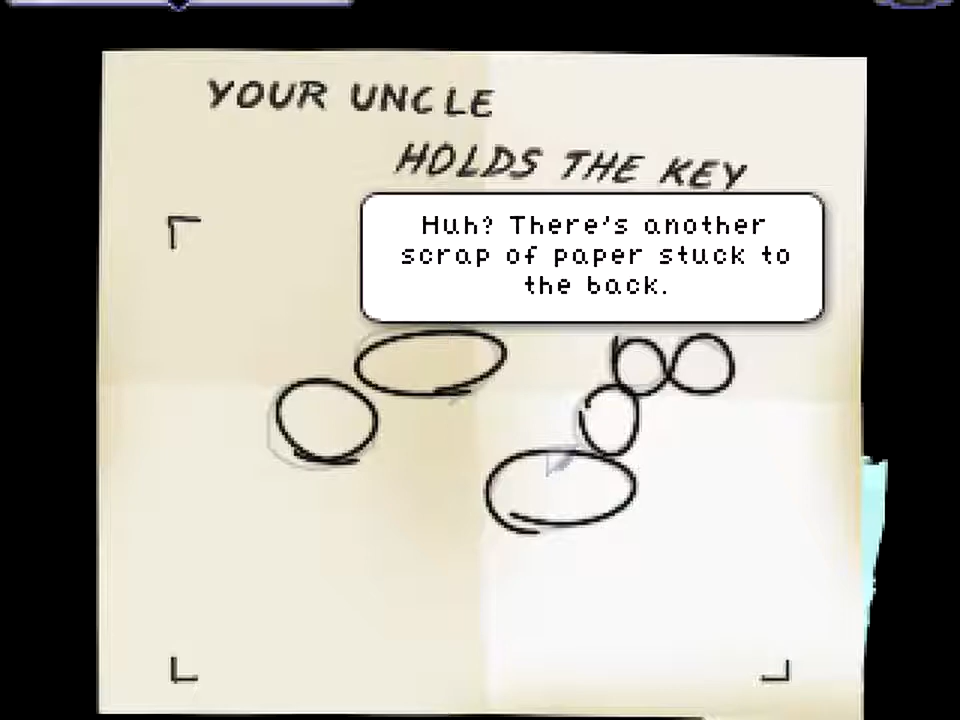 YOUR UNCLE
HOLDS THE KEY
Huh? There's another
scrap of paper stuck to
the back.